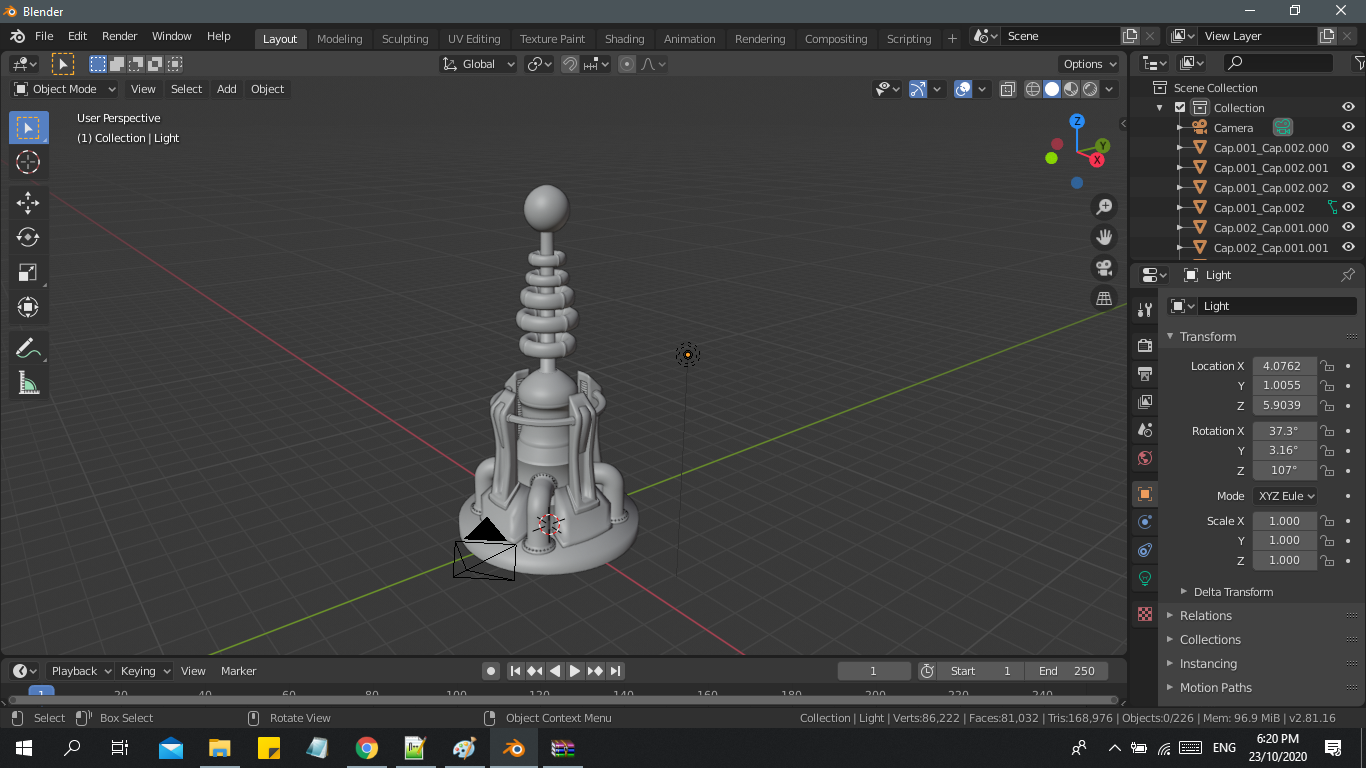 Blender
File Edit Render Window Help Layout Modeling Sculpting UV Editing Texture Paint Shading Animation Rendering Compositing Scripting + Scene View Layer
Global Options
Object Mode View Select Add Object
User Perspective
(1) Collection | Light
Z
Y
X
Scene Collection
Collection
Camera
Cap.001_Cap.002.000
Cap.001_Cap.002.001
Cap.001_Cap.002.002
Cap.001_Cap.002
Cap.002_Cap.001.000
Cap.002_Cap.001.001
Light
Light
Transform
Location X 4.0762
Y 1.0055
Z 5.9039
Rotation X 37.3°
Y 3.16°
Z 107°
Mode XYZ Eule
Scale X 1.000
Y 1.000
Z 1.000
Delta Transform
Relations
Collections
Instancing
Motion Paths
Playback Keying View Marker 1 Start 1 End 250
1 20 40 60 80 100 120 140 160 180 200 220 240
Select Box Select Rotate View Object Context Menu Collection | Light | Verts:86,222 | Faces:81,032 | Tris:168,976 | Objects:0/226 | Mem: 96.9 MiB | v2.81.16
ENG
6:20 PM
23/10/2020